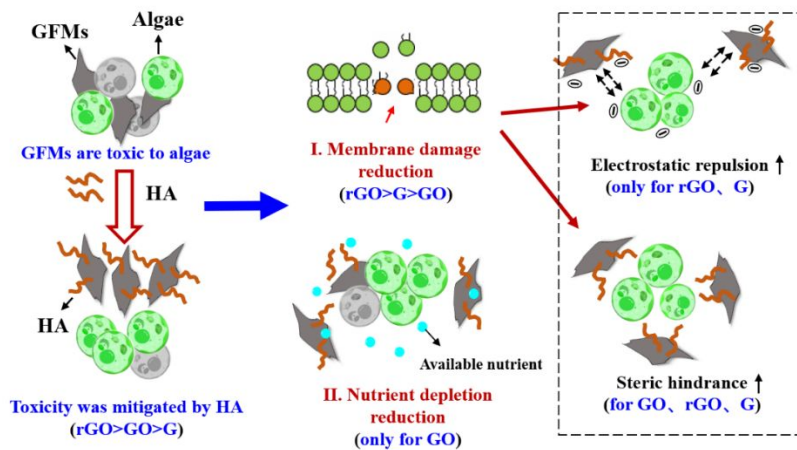 GFMs
Algae
GFMs are toxic to algae
HA
HA
Toxicity was mitigated by HA
(rGO>GO>G)
I. Membrane damage
reduction
(rGO>G>GO)
Available nutrient
II. Nutrient depletion
reduction
(only for GO)
Electrostatic repulsion ↑
(only for rGO、G)
Steric hindrance ↑
(for GO、rGO、G)